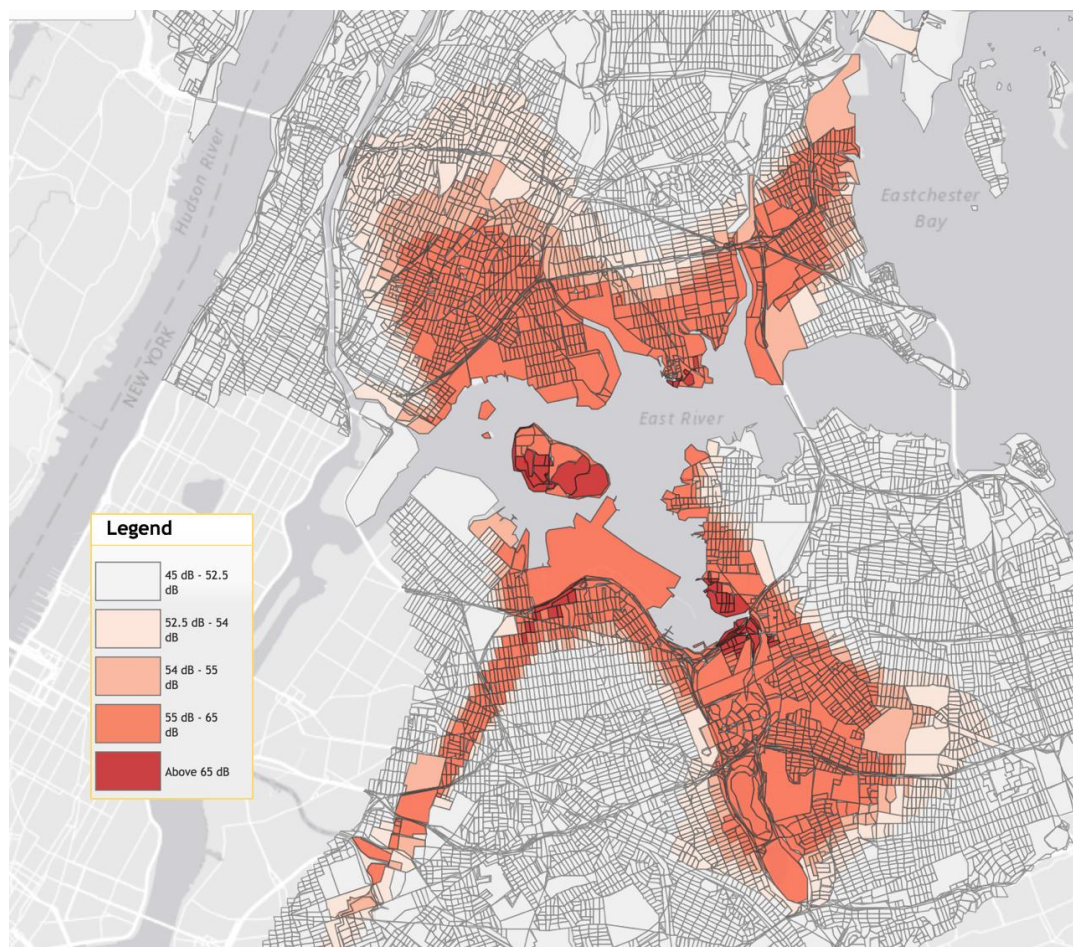 Hudson River
NEW YORK
Eastchester
Bay
East River
Legend
45 dB - 52.5
dB
52.5 dB - 54
dB
54 dB - 55
dB
55 dB - 65
dB
Above 65 dB